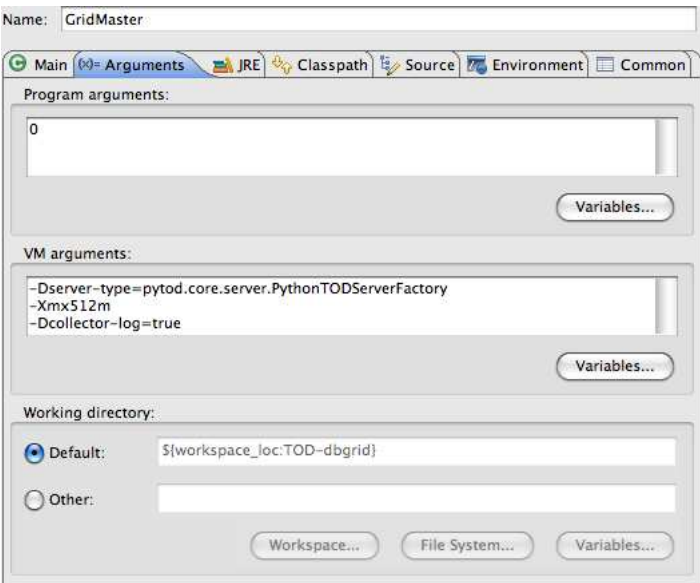 Name: GridMaster
Main (x)= Arguments JRE Classpath Source Environment Common
Program arguments:
0
Variables...
VM arguments:
-Dserver-type=pytod.core.server.PythonTODServerFactory
-Xmx512m
-Dcollector-log=true
Variables...
Working directory:
Default: ${workspace_loc:TOD-dbgrid}
Other:
Workspace... File System... Variables...